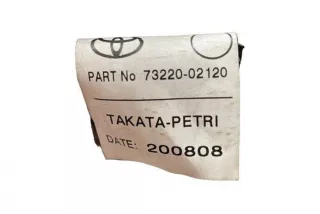 PART No 73220-02120
TAKATA-PETRI
DATE: 200808